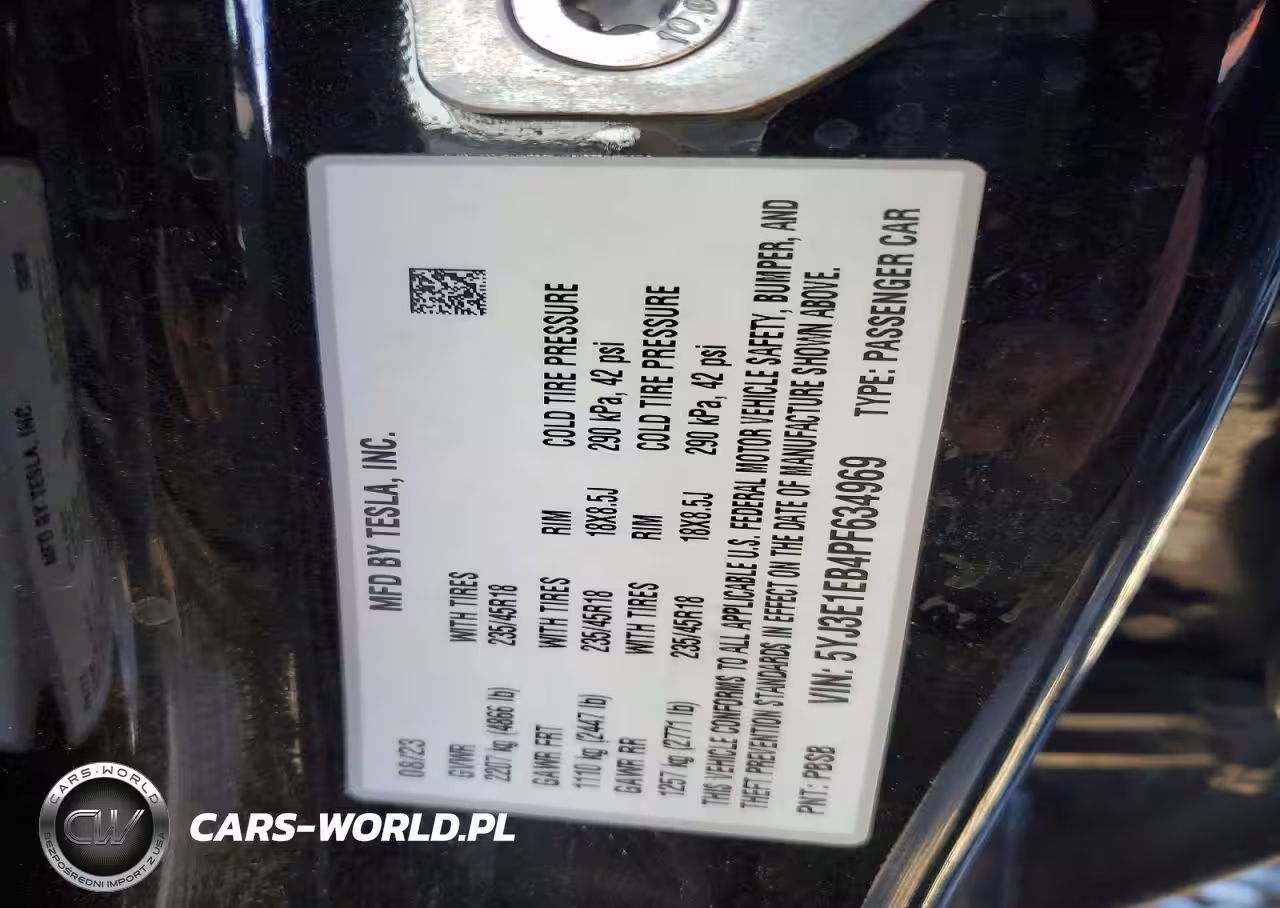 MFD BY TESLA, INC.
08/23
GVWR WITH TIRES
2207 kg (4866 lb) 235/45R18
GAWR FRT WITH TIRES RIM COLD TIRE PRESSURE
1110 kg (2447 lb) 235/45R18 18X8.5J 290 kPa, 42 psi
GAWR RR WITH TIRES RIM COLD TIRE PRESSURE
1257 kg (2771 lb) 235/45R18 18X8.5J 290 kPa, 42 psi
THIS VEHICLE CONFORMS TO ALL APPLICABLE U.S. FEDERAL MOTOR VEHICLE SAFETY, BUMPER, AND
THEFT PREVENTION STANDARDS IN EFFECT ON THE DATE OF MANUFACTURE SHOWN ABOVE.
PNT: PBSB VIN: 5YJ3E1EB4PF634969 TYPE: PASSENGER CAR
10.9
MFD BY TESLA, INC.
CARS-WORLD
CW
BEZPOŚREDNI IMPORT Z USA
CARS-WORLD.PL